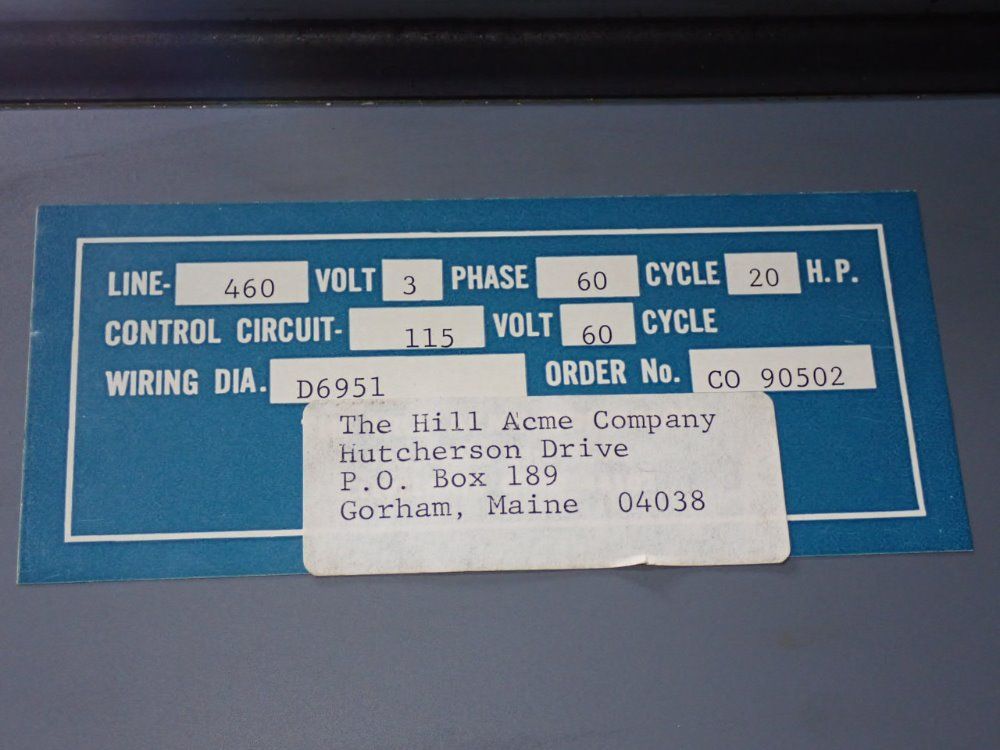 LINE- 460 VOLT 3 PHASE 60 CYCLE 20 H.P.
CONTROL CIRCUIT- 115 VOLT 60 CYCLE
WIRING DIA. D6951 ORDER No. CO 90502
The Hill Acme Company
Hutcherson Drive
P.O. Box 189
Gorham, Maine 04038